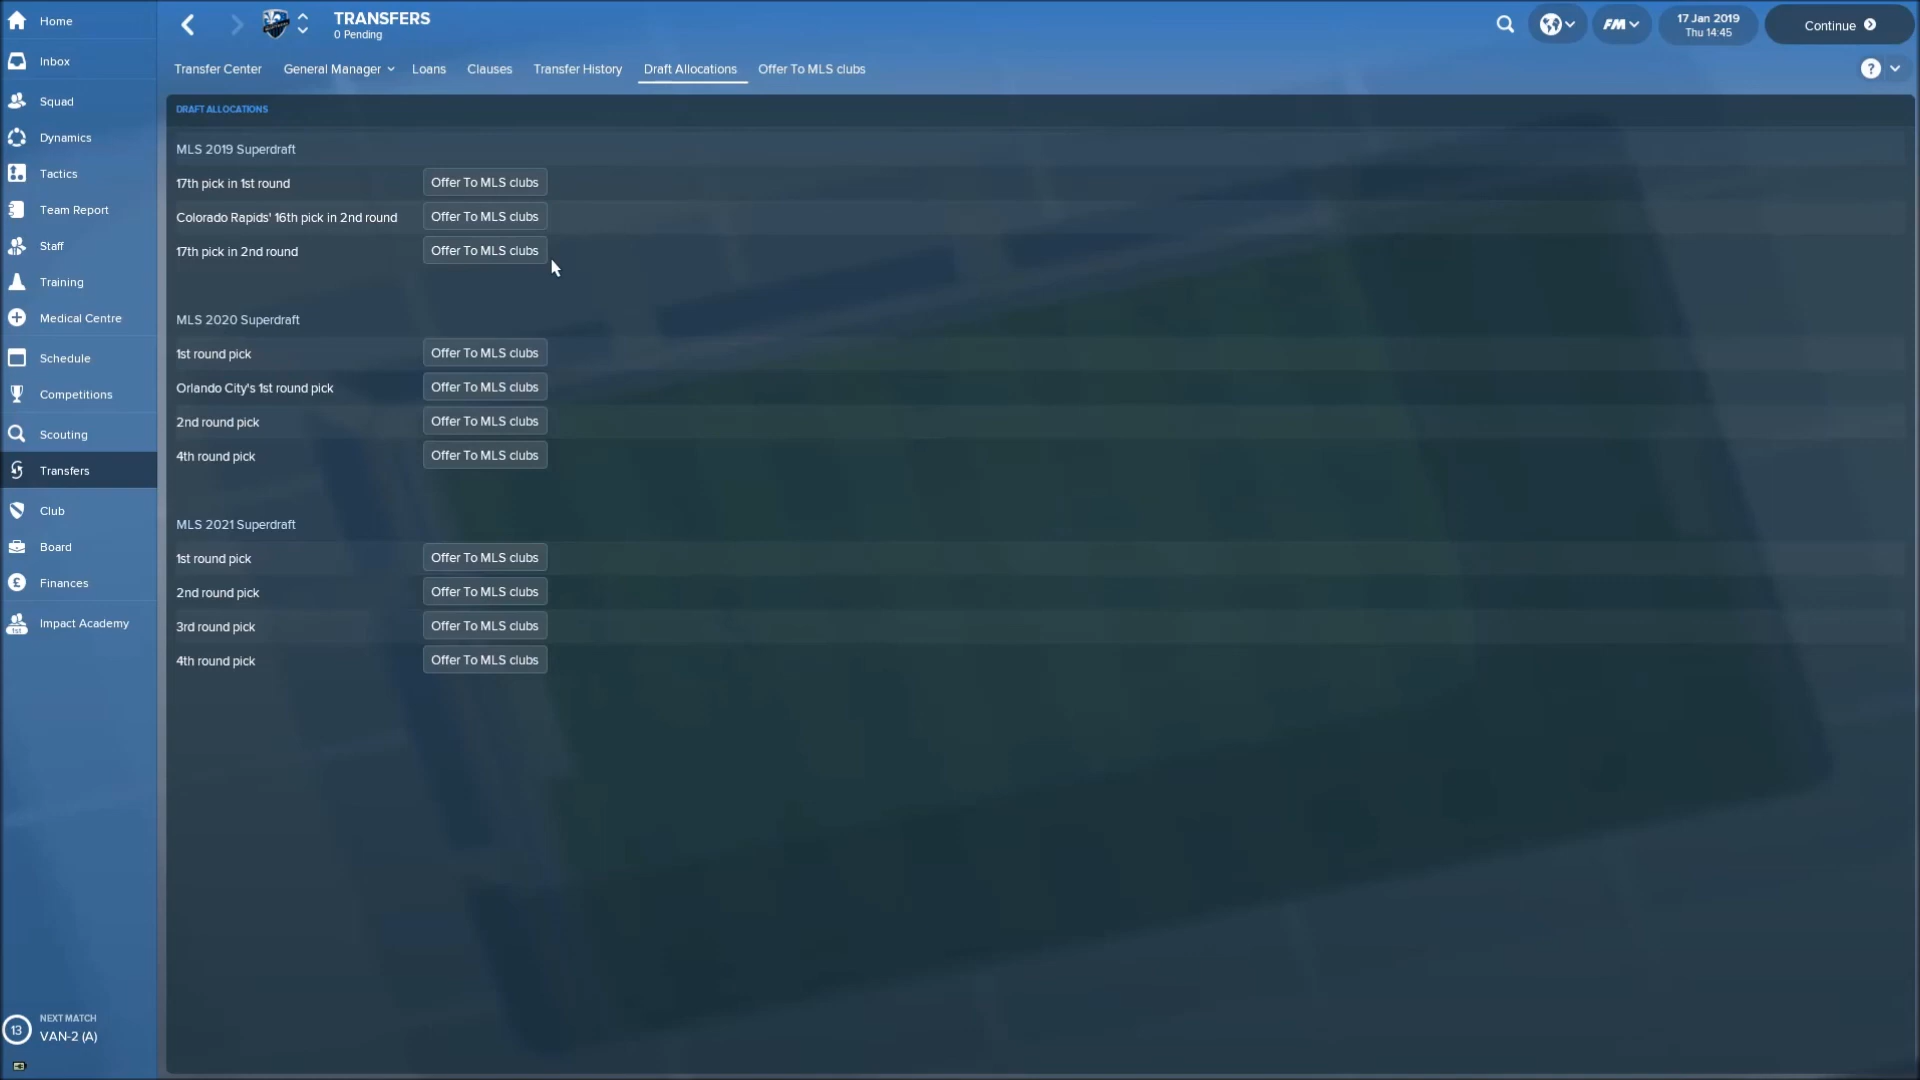 Home
Inbox
Squad
Dynamics
Tactics
Team Report
Staff
Training
Medical Centre
Schedule
Competitions
Scouting
Transfers
Club
Board
Finances
1st
Impact Academy
NEXT MATCH
13
VAN-2 (A)
TRANSFERS
0 Pending
FM
17 Jan 2019
Thu 14:45
Continue
Transfer Center General Manager Loans Clauses Transfer History Draft Allocations Offer To MLS clubs
?
DRAFT ALLOCATIONS
MLS 2019 Superdraft
17th pick in 1st round Offer To MLS clubs
Colorado Rapids' 16th pick in 2nd round Offer To MLS clubs
17th pick in 2nd round Offer To MLS clubs
MLS 2020 Superdraft
1st round pick Offer To MLS clubs
Orlando City's 1st round pick Offer To MLS clubs
2nd round pick Offer To MLS clubs
4th round pick Offer To MLS clubs
MLS 2021 Superdraft
1st round pick Offer To MLS clubs
2nd round pick Offer To MLS clubs
3rd round pick Offer To MLS clubs
4th round pick Offer To MLS clubs